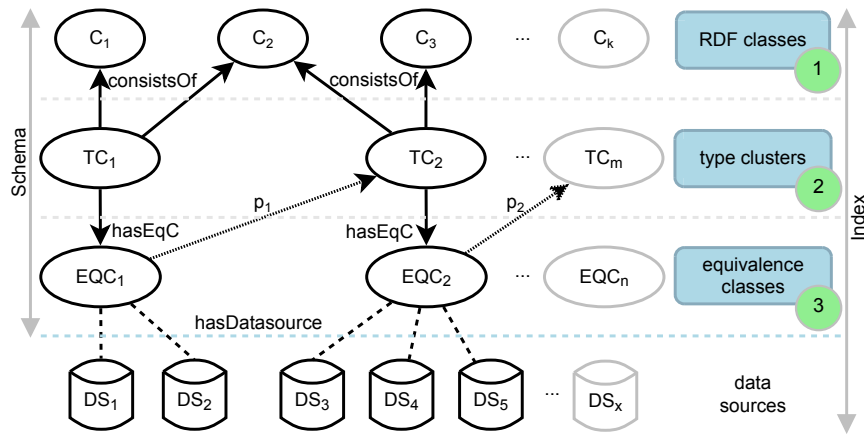 C1 C2 C3 ... Ck RDF classes
1
consistsOf consistsOf
Schema
TC1 TC2 ... TCm type clusters
2
p1 p2
Index
hasEqC hasEqC
EQC1 EQC2 ... EQCn equivalence
classes
3
hasDatasource
DS1 DS2 DS3 DS4 DS5 ... DSx data
sources